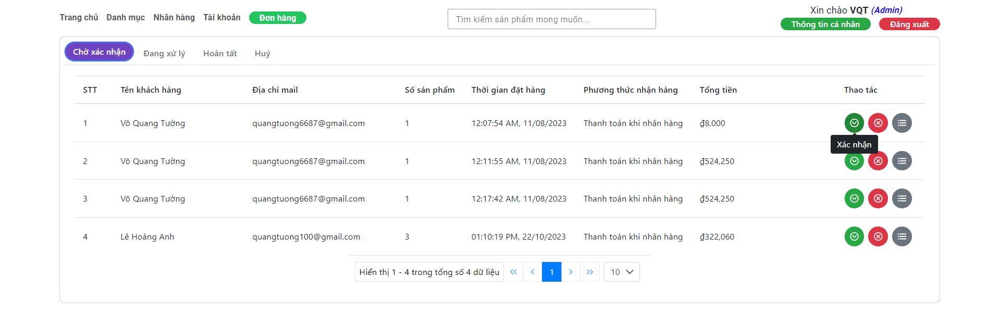 Trang chủ Danh mục Nhãn hàng Tài khoản Đơn hàng
Tìm kiếm sản phẩm mong muốn...
Xin chào VQT (Admin)
Thông tin cá nhân Đăng xuất
Chờ xác nhận Đang xử lý Hoàn tất Huỷ
STT Tên khách hàng Địa chỉ mail Số sản phẩm Thời gian đặt hàng Phương thức nhận hàng Tổng tiền Thao tác
1 Võ Quang Tường quangtuong6687@gmail.com 1 12:07:54 AM, 11/08/2023 Thanh toán khi nhân hàng ₫8,000
Xác nhận
2 Võ Quang Tường quangtuong6687@gmail.com 1 12:11:55 AM, 11/08/2023 Thanh toán khi nhân hàng ₫524,250
3 Võ Quang Tường quangtuong6687@gmail.com 1 12:17:42 AM, 11/08/2023 Thanh toán khi nhân hàng ₫524,250
4 Lê Hoàng Anh quangtuong100@gmail.com 3 01:10:19 PM, 22/10/2023 Thanh toán khi nhân hàng ₫322,060
Hiển thị 1 - 4 trong tổng số 4 dữ liệu « ‹ 1 › » 10